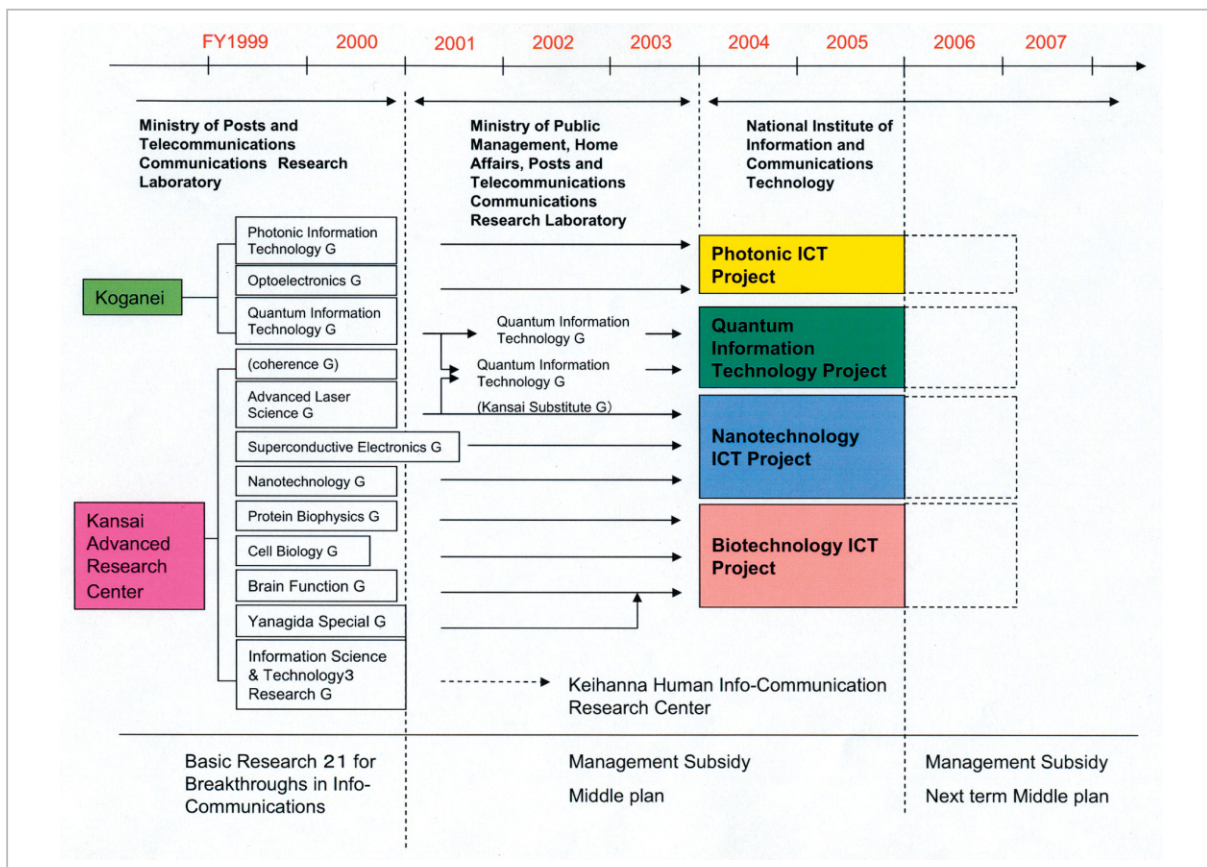 FY1999 2000 2001 2002 2003 2004 2005 2006 2007
Ministry of Posts and
Telecommunications
Communications Research
Laboratory
Ministry of Public
Management, Home
Affairs, Posts and
Telecommunications
Communications
Research Laboratory
National Institute of
Information and
Communications
Technology
Koganei
Photonic Information
Technology G
Optoelectronics G
Quantum Information
Technology G
(coherence G)
Advanced Laser
Science G
Superconductive Electronics G
Nanotechnology G
Protein Biophysics G
Cell Biology G
Brain Function G
Yanagida Special G
Information Science
& Technology3
Research G
Kansai
Advanced
Research
Center
Quantum Information
Technology G
Quantum Information
Technology G
(Kansai Substitute G)
Keihanna Human Info-Communication
Research Center
Photonic ICT
Project
Quantum
Information
Technology Project
Nanotechnology
ICT Project
Biotechnology ICT
Project
Basic Research 21 for
Breakthroughs in Info-
Communications
Management Subsidy
Middle plan
Management Subsidy
Next term Middle plan